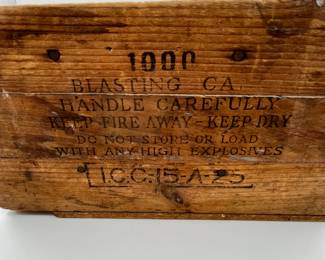 1000
BLASTING CA
HANDLE CAREFULLY
KEEP FIRE AWAY - KEEP DRY
DO NOT STORE OR LOAD
WITH ANY HIGH EXPLOSIVES
I.C.C-15-A-25